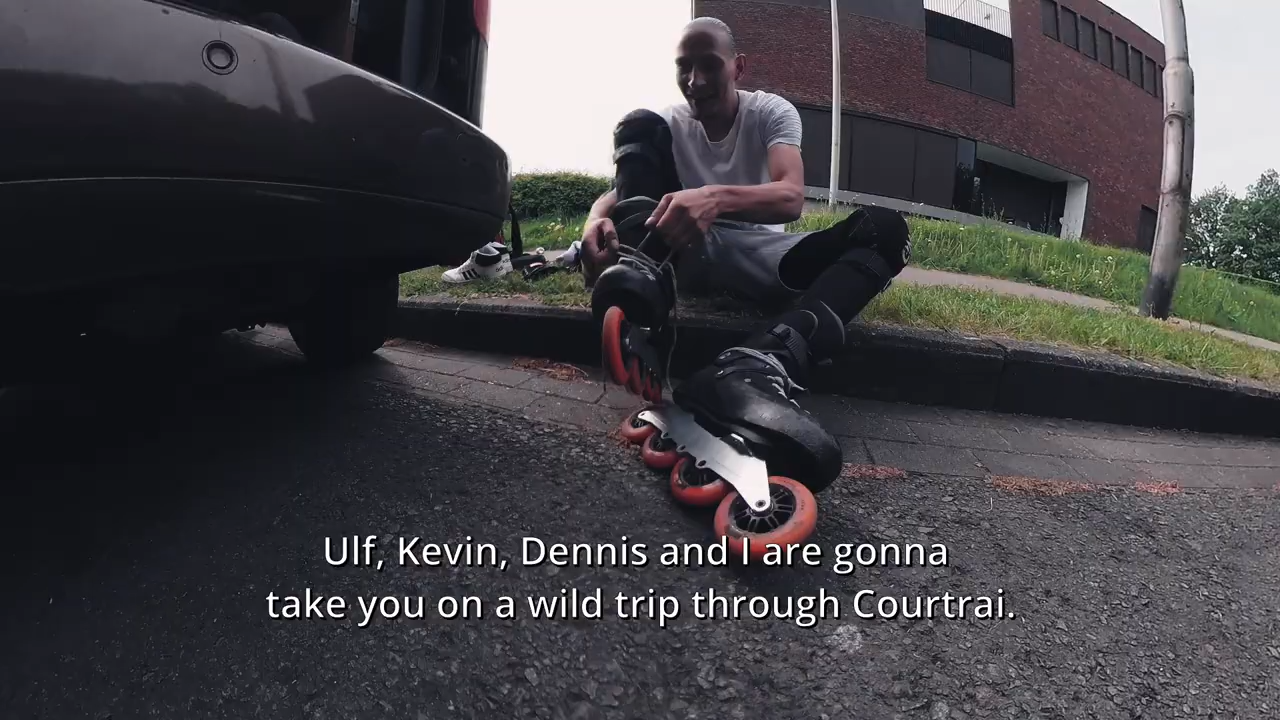 Ulf, Kevin, Dennis and I are gonna
take you on a wild trip through Courtrai.